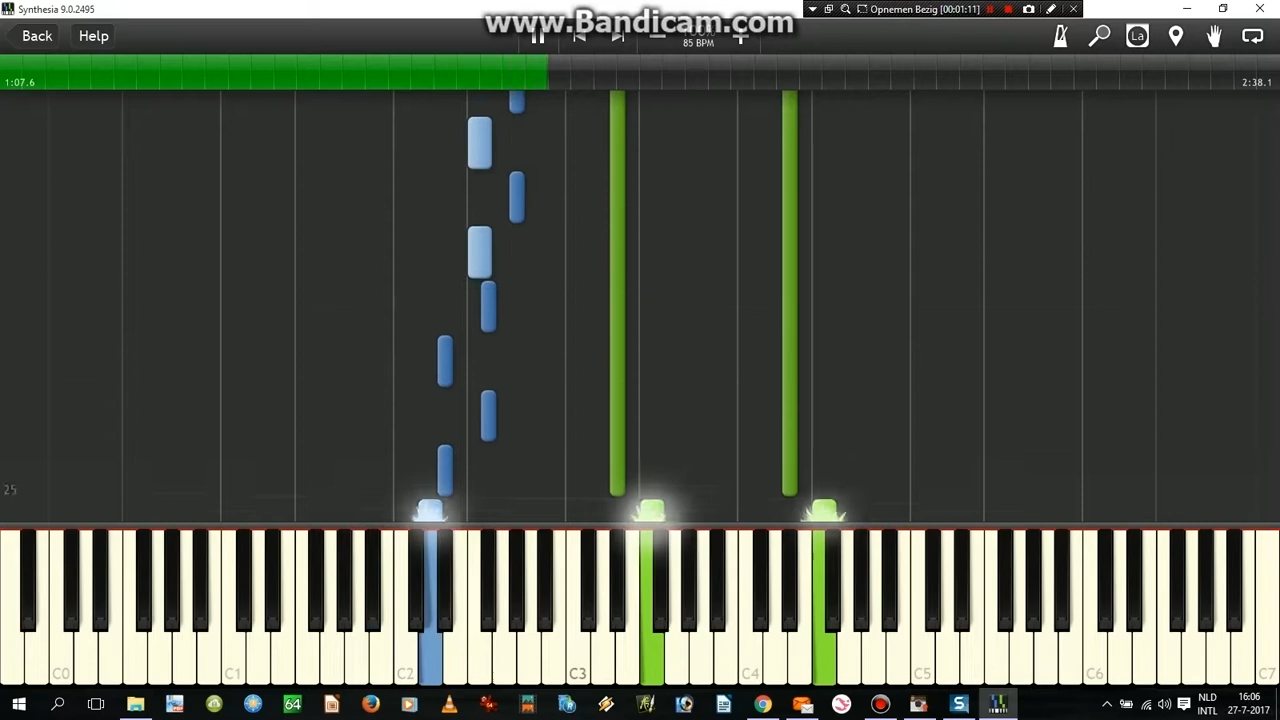 Synthesia 9.0.2495
www.Bandicam.com
Opnemen Bezig [00:01:11]
Back
Help
85 BPM
La
1:07.6
2:38.1
25
C0
C1
C2
C3
C4
C5
C6
C7
64
NLD
INTL
16:06
27-7-2017